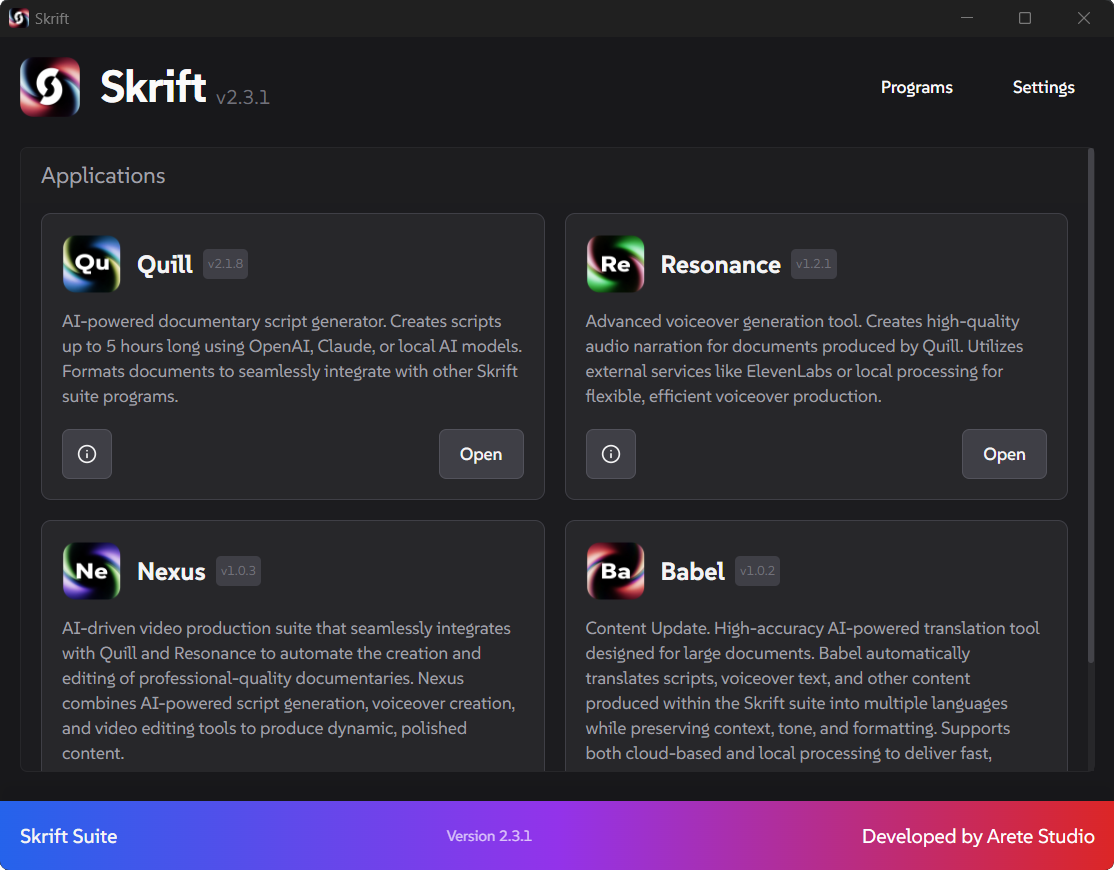 Skrift
Skrift v2.3.1
Programs
Settings
Applications
Qu
Quill v2.1.8
AI-powered documentary script generator. Creates scripts
up to 5 hours long using OpenAI, Claude, or local AI models.
Formats documents to seamlessly integrate with other Skrift
suite programs.
Open
Re
Resonance v1.2.1
Advanced voiceover generation tool. Creates high-quality
audio narration for documents produced by Quill. Utilizes
external services like ElevenLabs or local processing for
flexible, efficient voiceover production.
Open
Ne
Nexus v1.0.3
AI-driven video production suite that seamlessly integrates
with Quill and Resonance to automate the creation and
editing of professional-quality documentaries. Nexus
combines AI-powered script generation, voiceover creation,
and video editing tools to produce dynamic, polished
content.
Ba
Babel v1.0.2
Content Update. High-accuracy AI-powered translation tool
designed for large documents. Babel automatically
translates scripts, voiceover text, and other content
produced within the Skrift suite into multiple languages
while preserving context, tone, and formatting. Supports
both cloud-based and local processing to deliver fast,
Skrift Suite
Version 2.3.1
Developed by Arete Studio